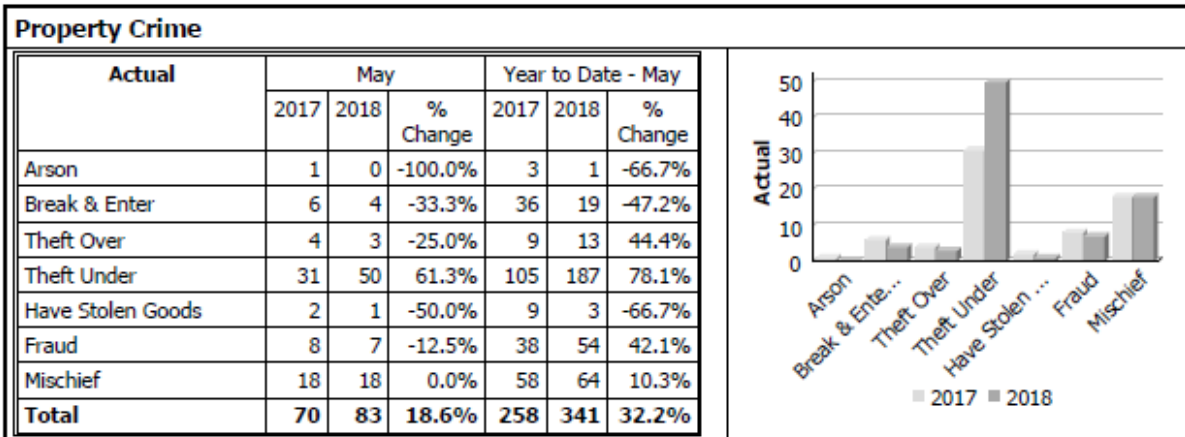 Property Crime
Actual May Year to Date - May
2017 2018 % Change 2017 2018 % Change
Arson 1 0 -100.0% 3 1 -66.7%
Break & Enter 6 4 -33.3% 36 19 -47.2%
Theft Over 4 3 -25.0% 9 13 44.4%
Theft Under 31 50 61.3% 105 187 78.1%
Have Stolen Goods 2 1 -50.0% 9 3 -66.7%
Fraud 8 7 -12.5% 38 54 42.1%
Mischief 18 18 0.0% 58 64 10.3%
Total 70 83 18.6% 258 341 32.2%
Actual
50
40
30
20
10
0
Arson
Break & Ente...
Theft Over
Theft Under
Have Stolen ...
Fraud
Mischief
2017 2018